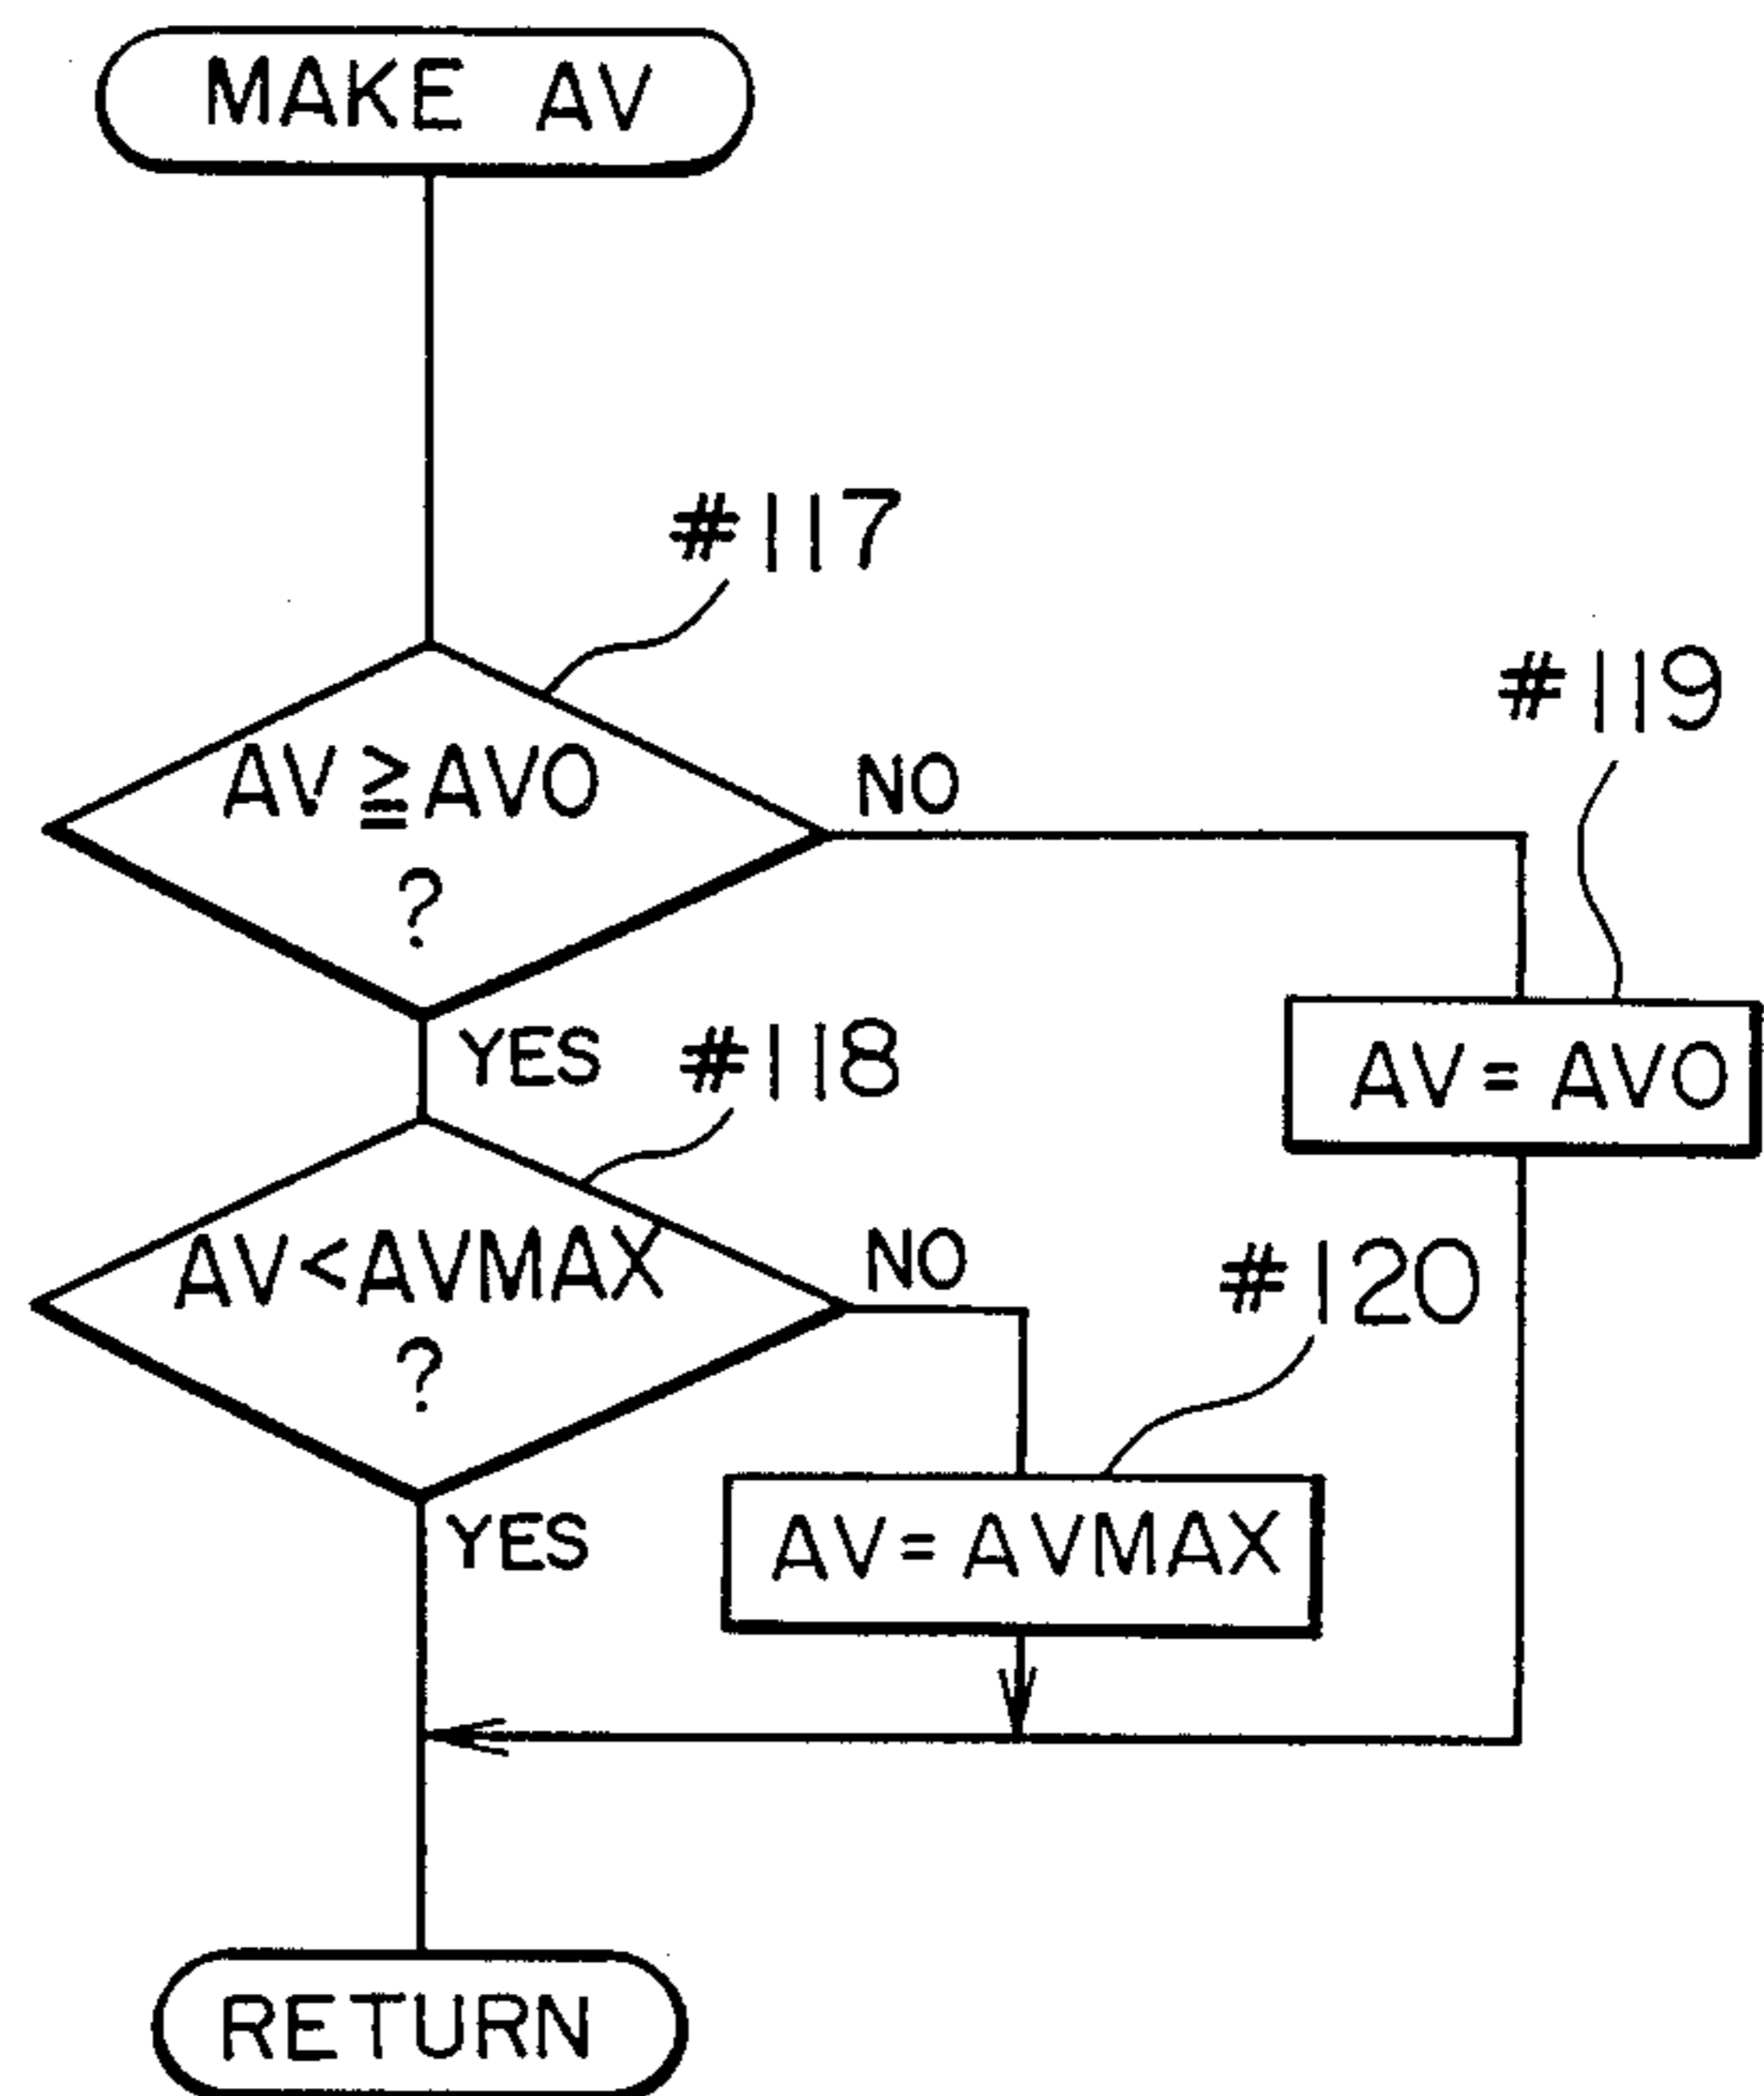 MAKE AV
#117
#119
AV≧AVO
?
NO
YES
#118
AV=AVO
AV<AVMAX
?
NO
#120
YES
AV=AVMAX
RETURN